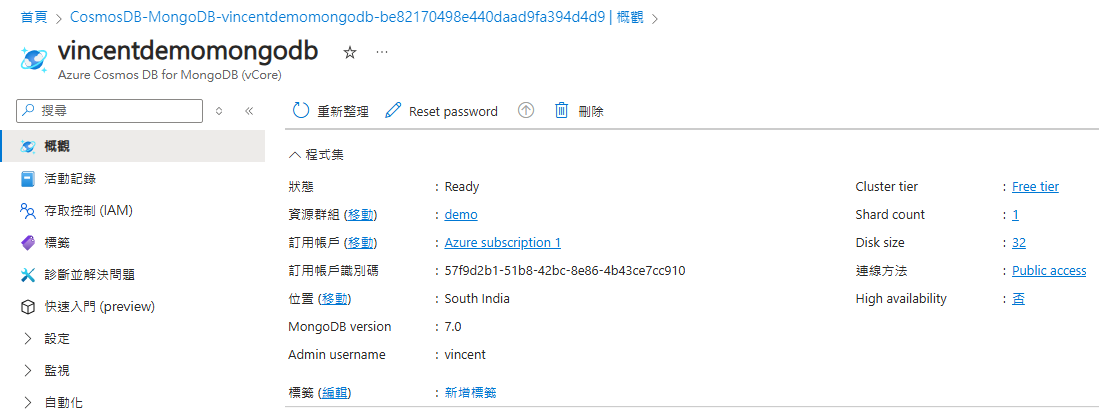 首頁 > CosmosDB-MongoDB-vincentdemomongodb-be82170498e440daad9fa394d4d9 | 概觀 >
vincentdemomongodb
Azure Cosmos DB for MongoDB (vCore)
搜尋
重新整理 Reset password 刪除
概觀
活動記錄
存取控制 (IAM)
標籤
診斷並解決問題
快速入門 (preview)
設定
監視
自動化
程式集
狀態 : Ready
資源群組 (移動) : demo
訂用帳戶 (移動) : Azure subscription 1
訂用帳戶識別碼 : 57f9d2b1-51b8-42bc-8e86-4b43ce7cc910
位置 (移動) : South India
MongoDB version : 7.0
Admin username : vincent
標籤 (編輯) : 新增標籤
Cluster tier : Free tier
Shard count : 1
Disk size : 32
連線方法 : Public access
High availability : 否